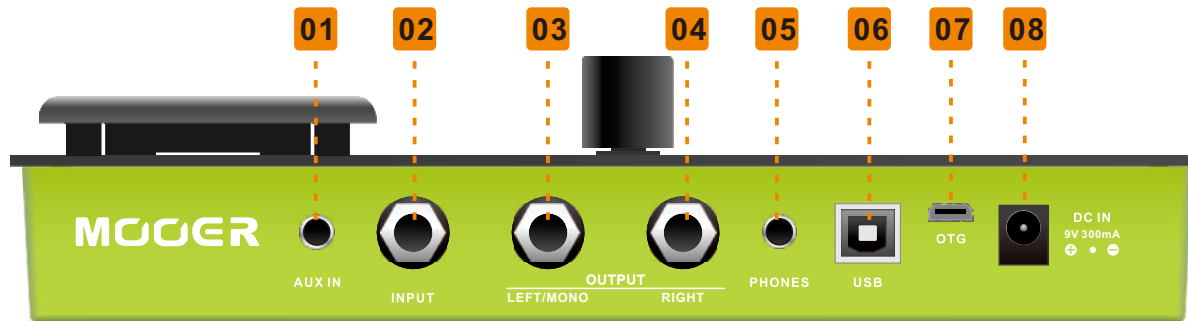 01 02 03 04 05 06 07 08
MOOER
AUX IN
INPUT
OUTPUT
LEFT/MONO RIGHT
PHONES
USB
OTG
DC IN
9V 300mA
+ • −